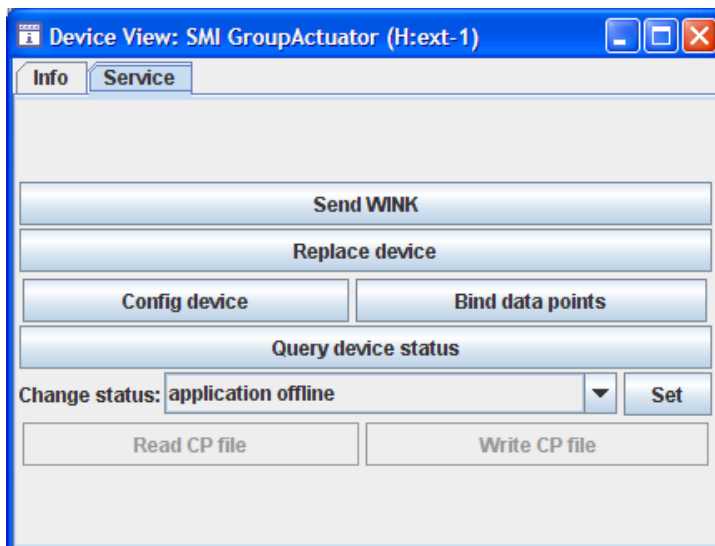 Device View: SMI GroupActuator (H:ext-1)
Info Service
Send WINK
Replace device
Config device Bind data points
Query device status
Change status: application offline Set
Read CP file Write CP file